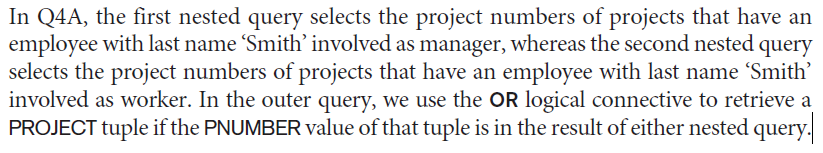 In Q4A, the first nested query selects the project numbers of projects that have an
employee with last name ‘Smith’ involved as manager, whereas the second nested query
selects the project numbers of projects that have an employee with last name ‘Smith’
involved as worker. In the outer query, we use the OR logical connective to retrieve a
PROJECT tuple if the PNUMBER value of that tuple is in the result of either nested query.